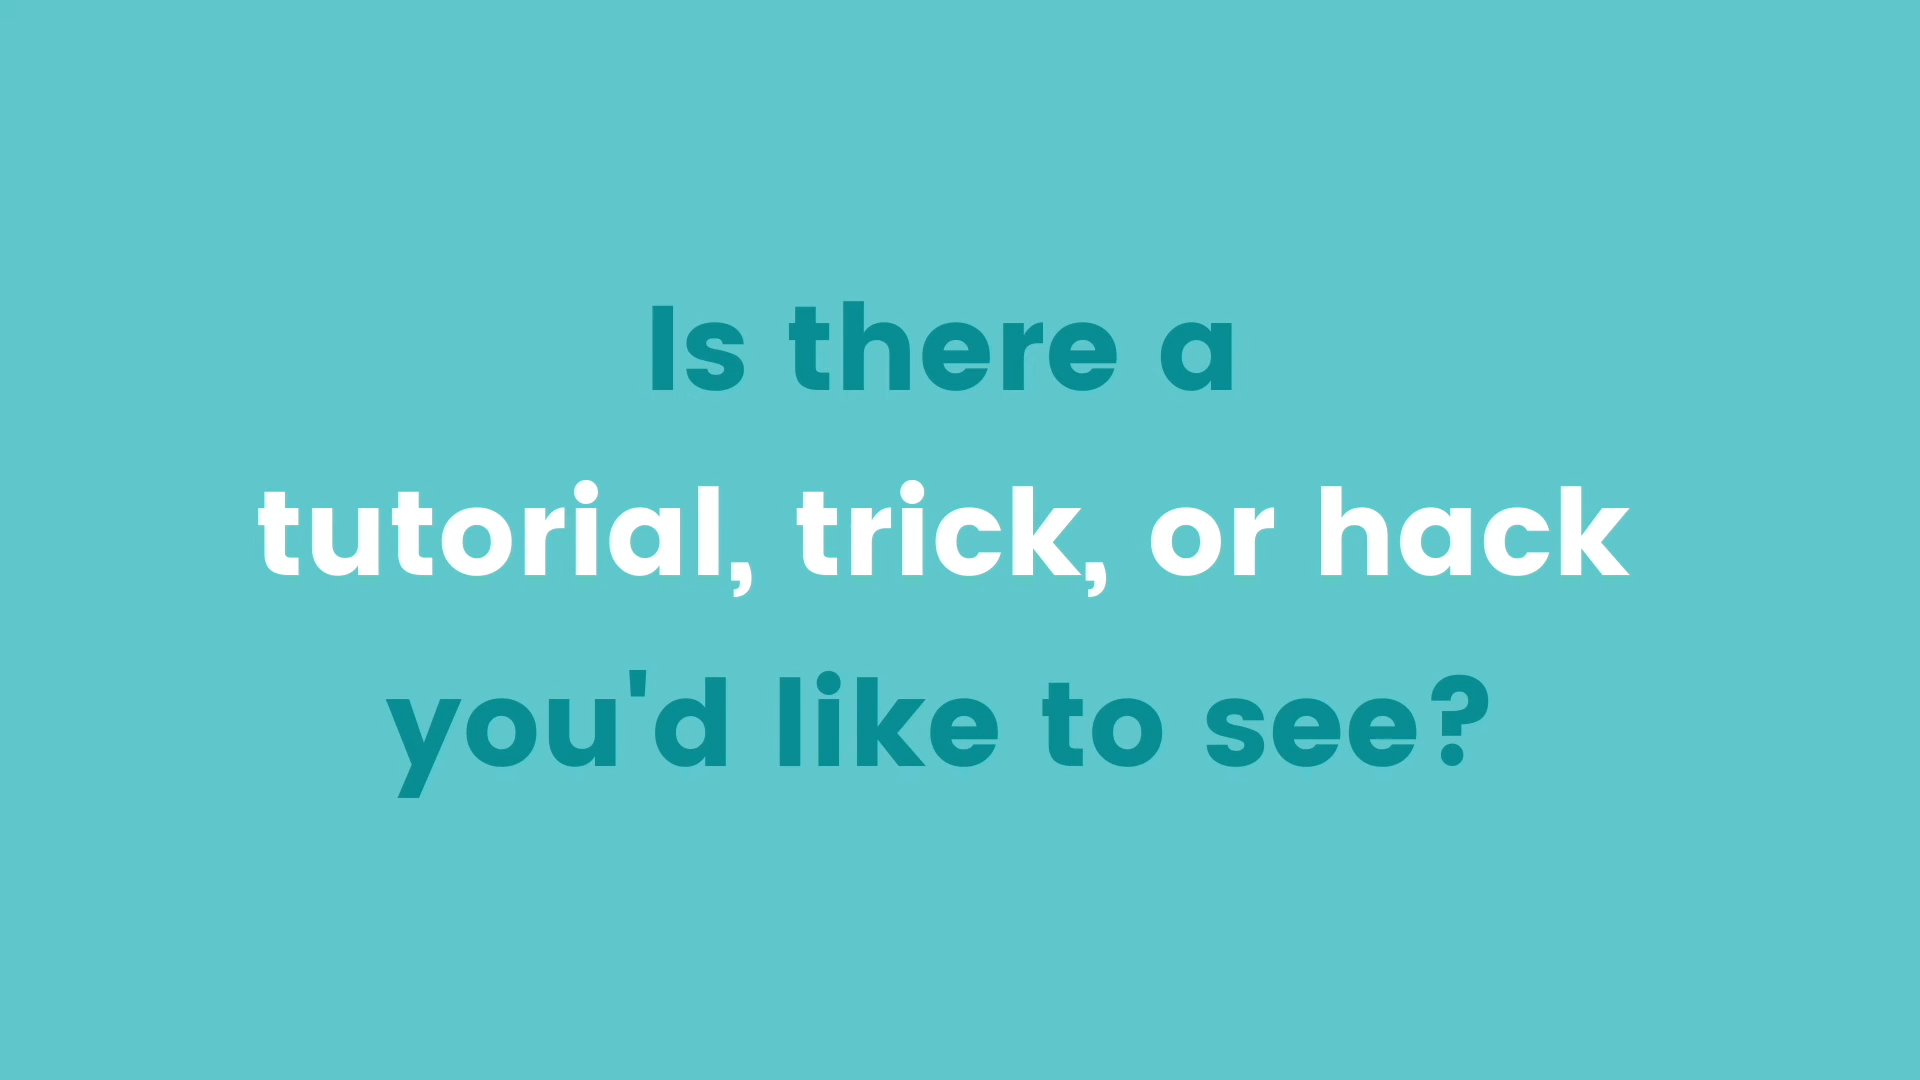 Is there a
tutorial, trick, or hack
you'd like to see?